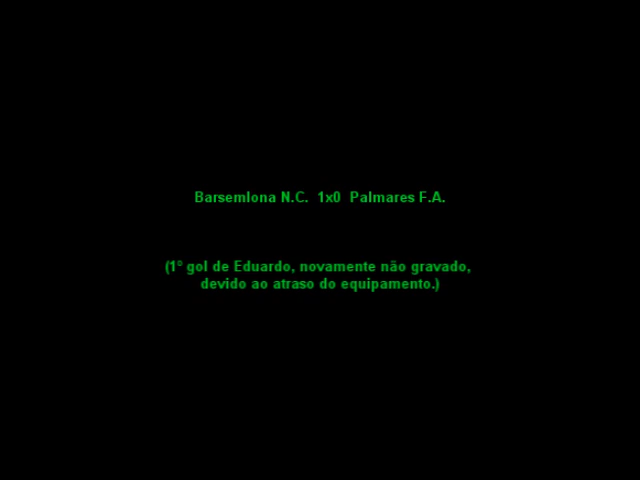 Barsemlona N.C. 1x0 Palmares F.A.
(1º gol de Eduardo, novamente não gravado,
devido ao atraso do equipamento.)